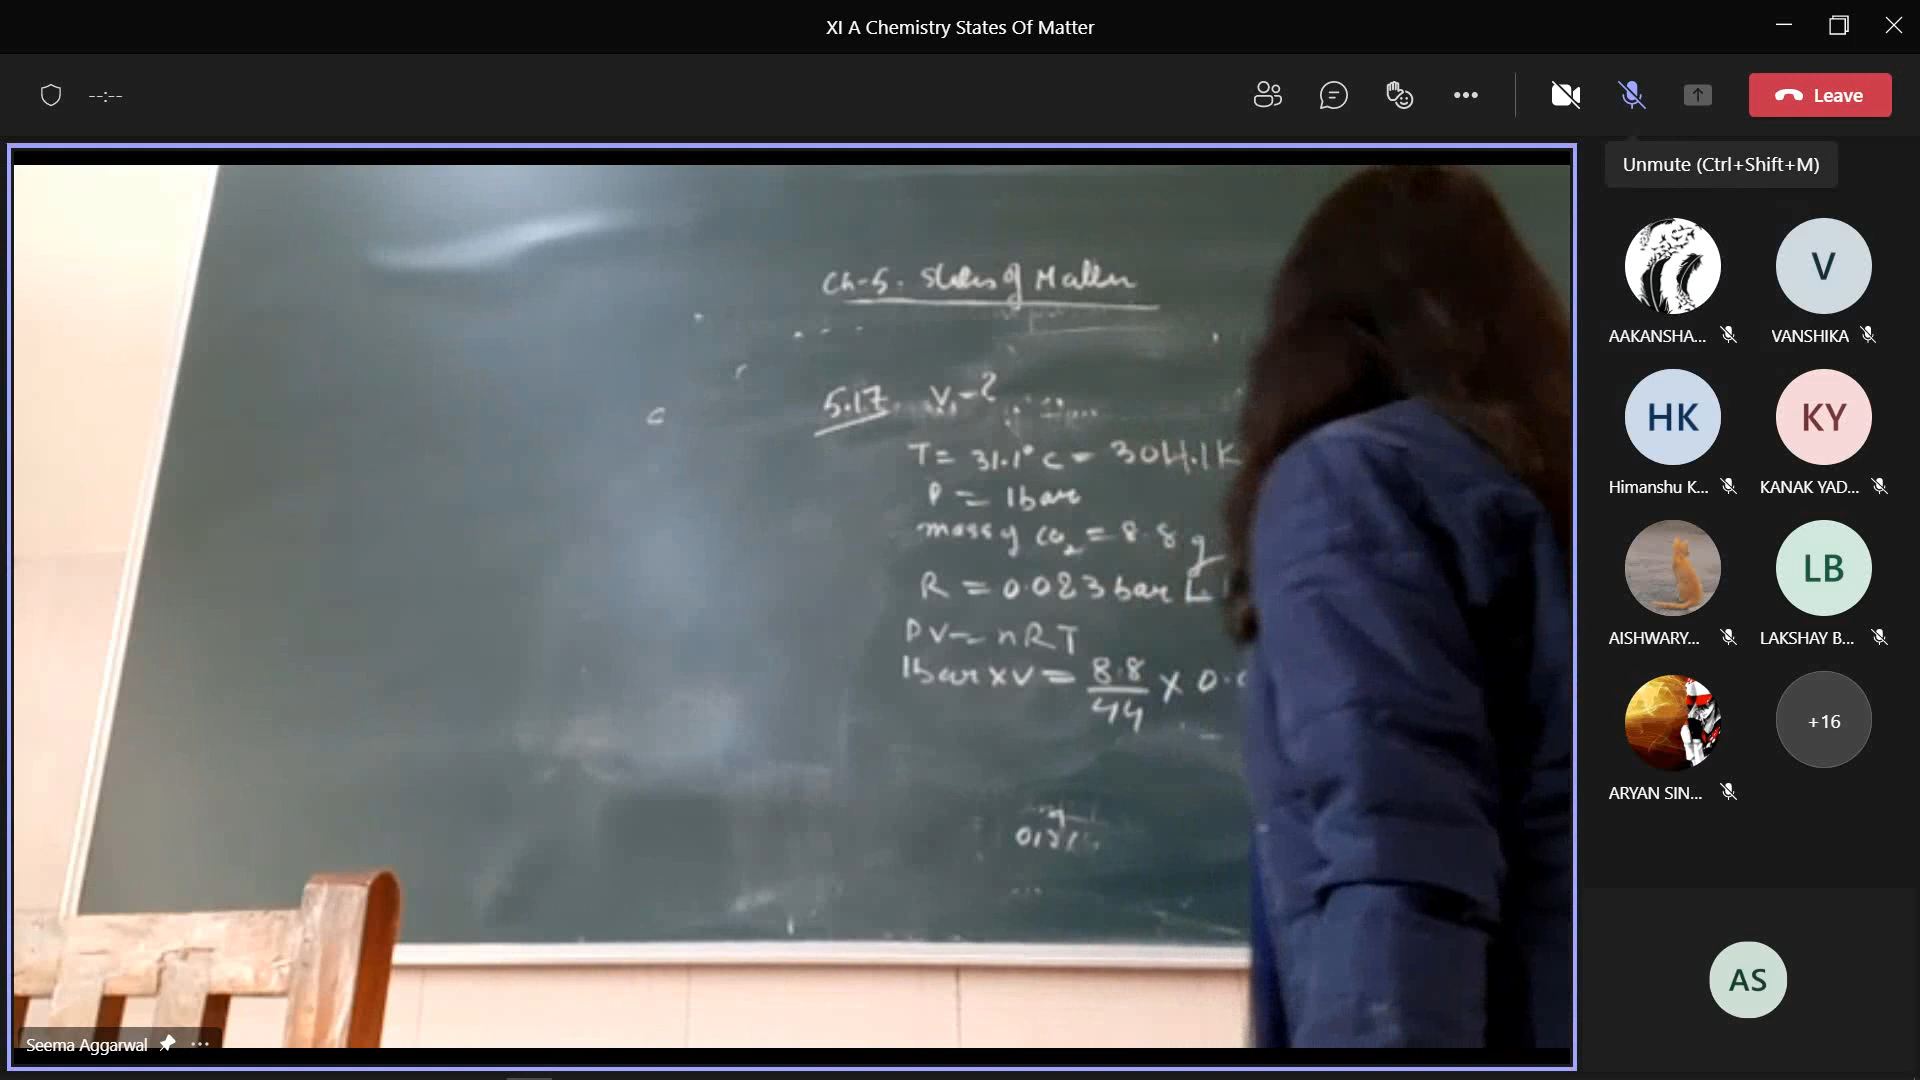 XI A Chemistry States Of Matter
--:--
Leave
Unmute (Ctrl+Shift+M)
Ch-5. States of Matter
5.17. V-?
T = 31.1° C = 304.1K
P = 1bar
mass of CO₂ = 8.8 g
R = 0.083 bar L
PV = nRT
1bar x V = 8.8/44 x 0.0
V
AAKANSHA...
VANSHIKA
HK
KY
Himanshu K...
KANAK YAD...
LB
AISHWARY...
LAKSHAY B...
+16
ARYAN SIN...
AS
Seema Aggarwal